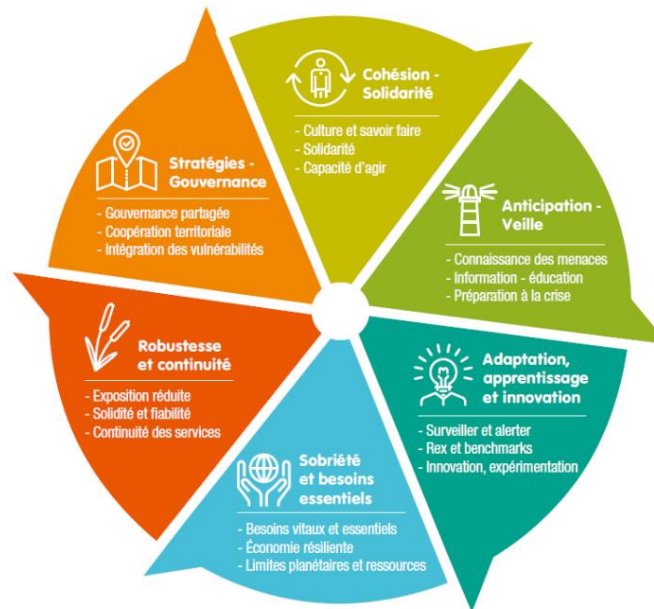 Cohésion -
Solidarité
- Culture et savoir faire
- Solidarité
- Capacité d'agir
Anticipation -
Veille
- Connaissance des menaces
- Information - éducation
- Préparation à la crise
Adaptation,
apprentissage
et innovation
- Surveiller et alerter
- Rex et benchmarks
- Innovation, expérimentation
Sobriété
et besoins
essentiels
- Besoins vitaux et essentiels
- Économie résiliente
- Limites planétaires et ressources
Robustesse
et continuité
- Exposition réduite
- Solidité et fiabilité
- Continuité des services
Stratégies -
Gouvernance
- Gouvernance partagée
- Coopération territoriale
- Intégration des vulnérabilités